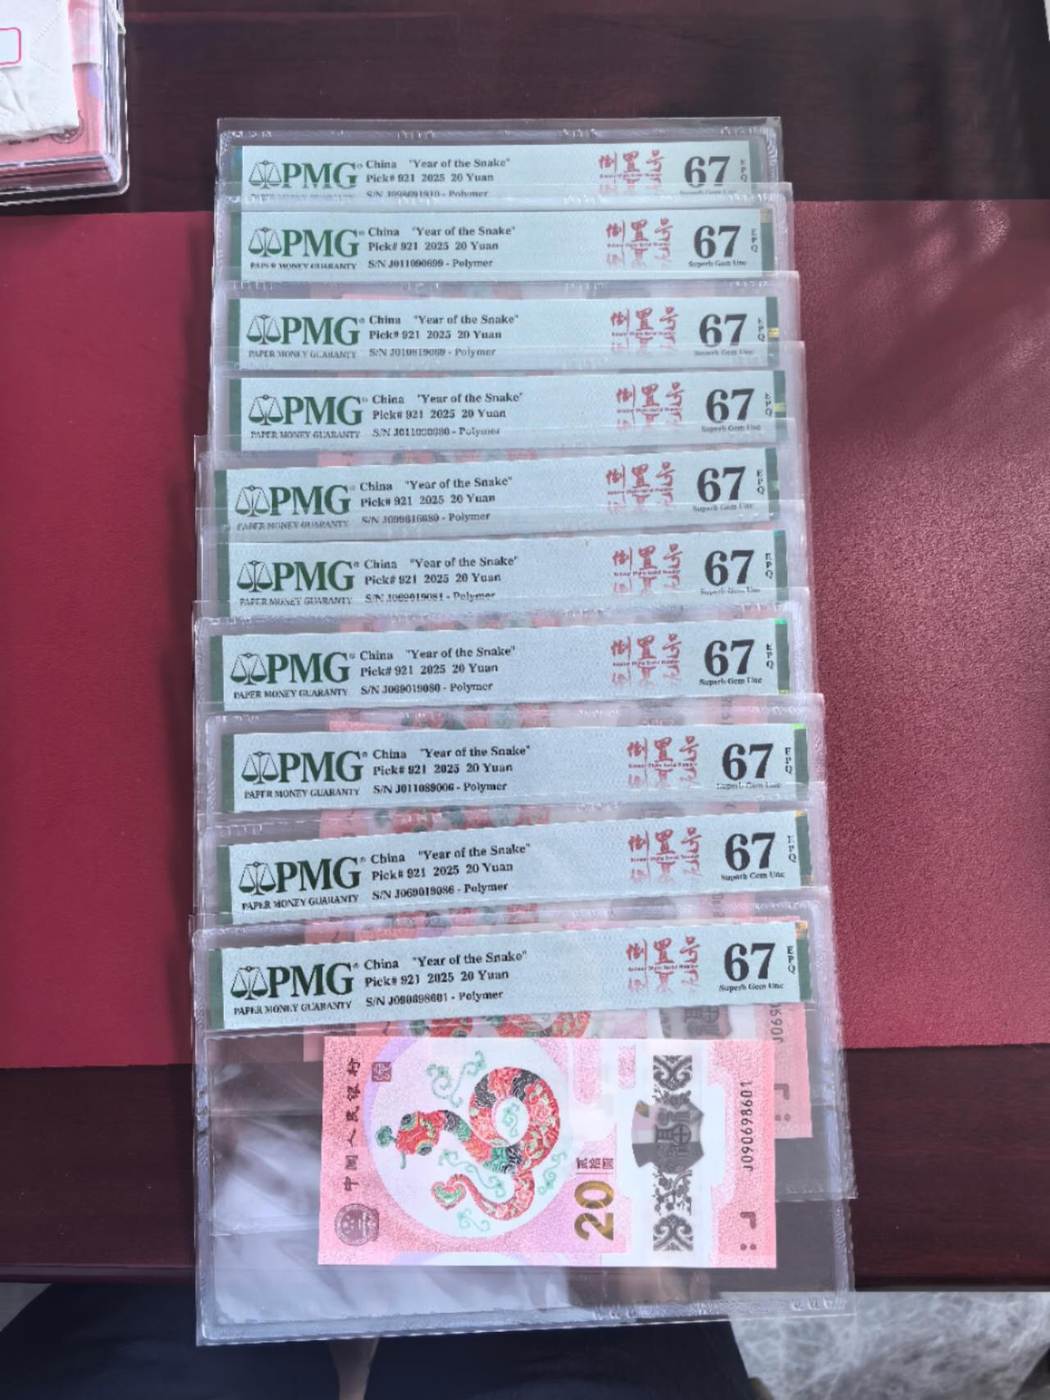 PMG
China "Year of the Snake"
Pick# 921 2025 20 Yuan
- Polymer
倒置号
67
EPQ
PMG
PAPER MONEY GUARANTY
China "Year of the Snake"
Pick# 921 2025 20 Yuan
S/N J011090699 - Polymer
倒置号
67
Superb Gem Unc
EPQ
PMG
PAPER MONEY GUARANTY
China "Year of the Snake"
Pick# 921 2025 20 Yuan
S/N - Polymer
倒置号
67
EPQ
PMG
PAPER MONEY GUARANTY
China "Year of the Snake"
Pick# 921 2025 20 Yuan
S/N - Polymer
倒置号
67
Superb Gem Unc
EPQ
PMG
PAPER MONEY GUARANTY
China "Year of the Snake"
Pick# 921 2025 20 Yuan
S/N - Polymer
倒置号
67
Superb Gem Unc
EPQ
PMG
PAPER MONEY GUARANTY
China "Year of the Snake"
Pick# 921 2025 20 Yuan
S/N - Polymer
倒置号
67
Superb Gem Unc
EPQ
PMG
PAPER MONEY GUARANTY
China "Year of the Snake"
Pick# 921 2025 20 Yuan
S/N J069019080 - Polymer
倒置号
67
Superb Gem Unc
EPQ
PMG
PAPER MONEY GUARANTY
China "Year of the Snake"
Pick# 921 2025 20 Yuan
S/N J011089006 - Polymer
倒置号
67
Superb Gem Unc
EPQ
PMG
PAPER MONEY GUARANTY
China "Year of the Snake"
Pick# 921 2025 20 Yuan
S/N J069019086 - Polymer
倒置号
67
Superb Gem Unc
EPQ
PMG
PAPER MONEY GUARANTY
China "Year of the Snake"
Pick# 921 2025 20 Yuan
S/N J090698601 - Polymer
倒置号
67
Superb Gem Unc
EPQ
J069
中国人民银行
贰拾圆
20
J090698601